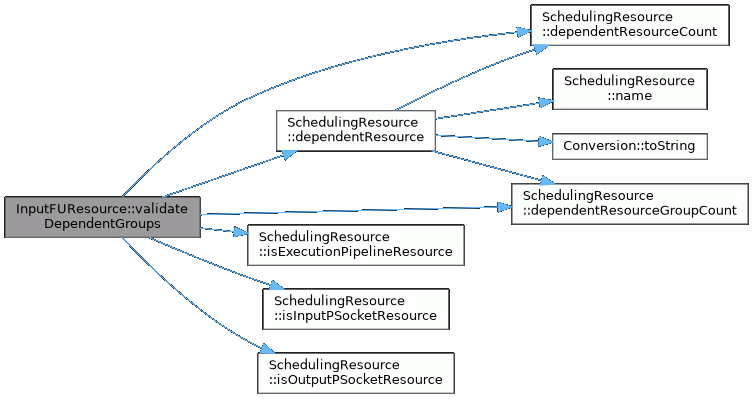 SchedulingResource
::dependentResourceCount
SchedulingResource
::name
SchedulingResource
::dependentResource
Conversion::toString
InputFUResource::validate
DependentGroups
SchedulingResource
::dependentResourceGroupCount
SchedulingResource
::isExecutionPipelineResource
SchedulingResource
::isInputPSocketResource
SchedulingResource
::isOutputPSocketResource